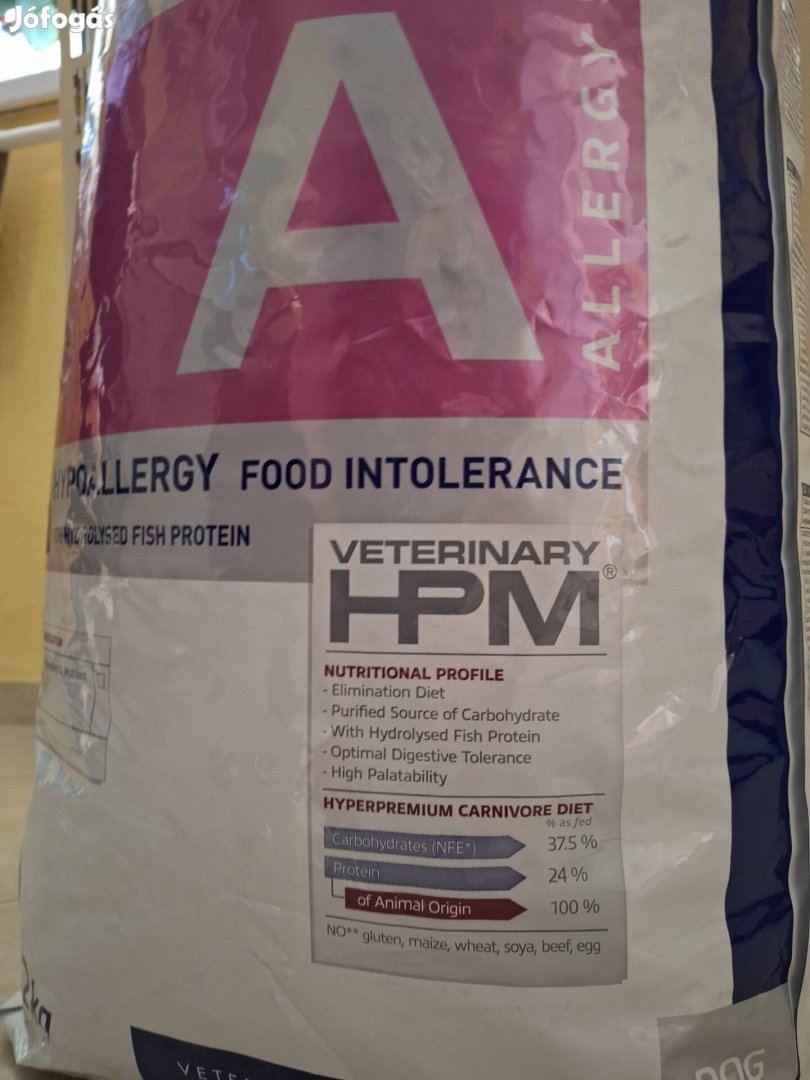 Jófogás
A
ALLERGY
HYPOALLERGY FOOD INTOLERANCE
HYDROLYSED FISH PROTEIN
VETERINARY
HPM®
NUTRITIONAL PROFILE
- Elimination Diet
- Purified Source of Carbohydrate
- With Hydrolysed Fish Protein
- Optimal Digestive Tolerance
- High Palatability
HYPERPREMIUM CARNIVORE DIET
% as fed
Carbohydrates (NFE*) 37.5 %
Protein 24 %
of Animal Origin 100 %
NO** gluten, maize, wheat, soya, beef, egg
2kg
VETE
DOG